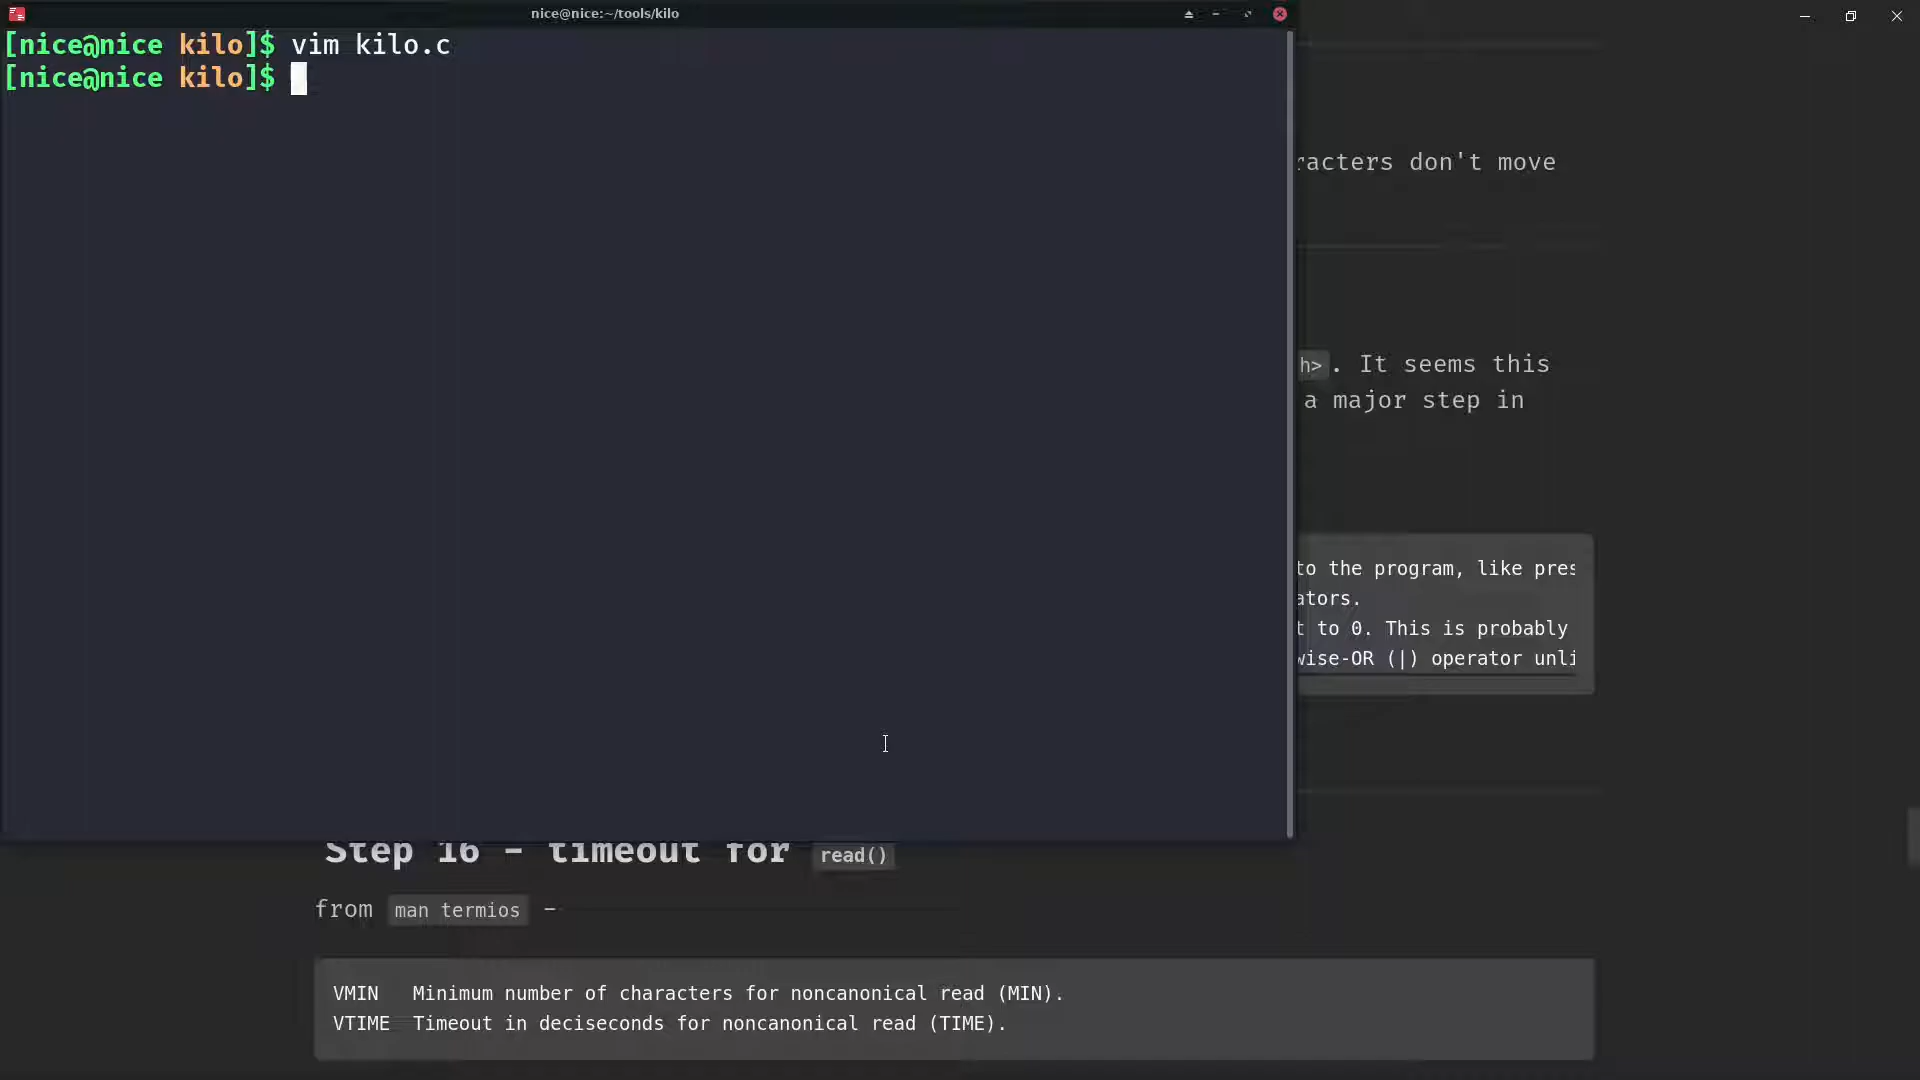 nice@nice:~/tools/kilo
[nice@nice kilo]$ vim kilo.c
[nice@nice kilo]$
racters don't move
h>. It seems this
a major step in
to the program, like pres
ators.
t to 0. This is probably
wise-OR (|) operator unli
Step 16 - timeout for read()
from man termios -
VMIN Minimum number of characters for noncanonical read (MIN).
VTIME Timeout in deciseconds for noncanonical read (TIME).